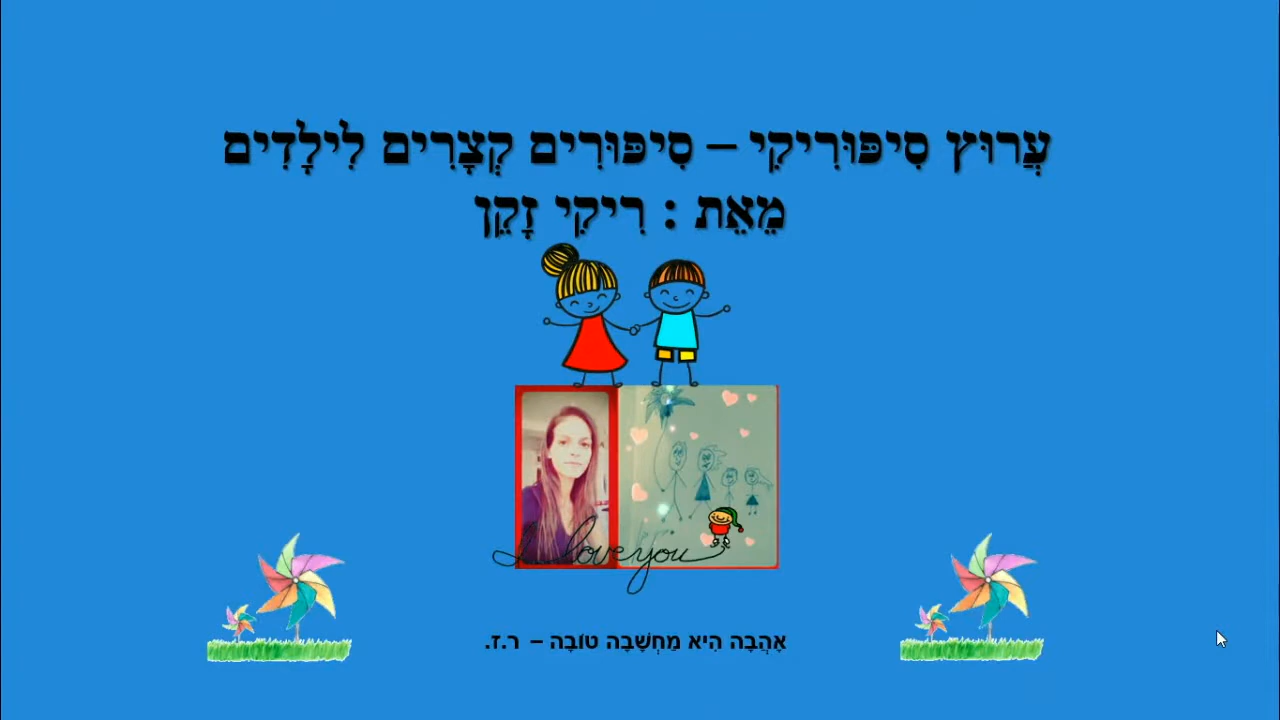 עֲרוּץ סִיפּוּרִיקִי – סִיפּוּרִים קְצָרִים לִילָדִים
מֵאֵת : רִיקִי זָקֵן
I love you
אַהֲבָה הִיא מַחְשָׁבָה טוֹבָה – ר.ז.